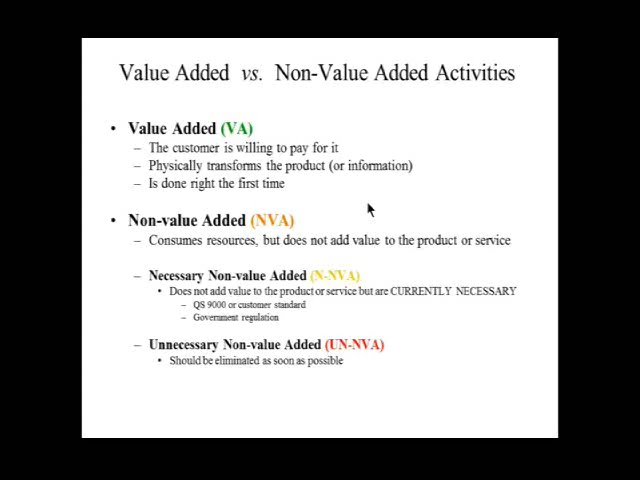 Value Added vs. Non-Value Added Activities
• Value Added (VA)
– The customer is willing to pay for it
– Physically transforms the product (or information)
– Is done right the first time
• Non-value Added (NVA)
– Consumes resources, but does not add value to the product or service
– Necessary Non-value Added (N-NVA)
• Does not add value to the product or service but are CURRENTLY NECESSARY
– QS 9000 or customer standard
– Government regulation
– Unnecessary Non-value Added (UN-NVA)
• Should be eliminated as soon as possible